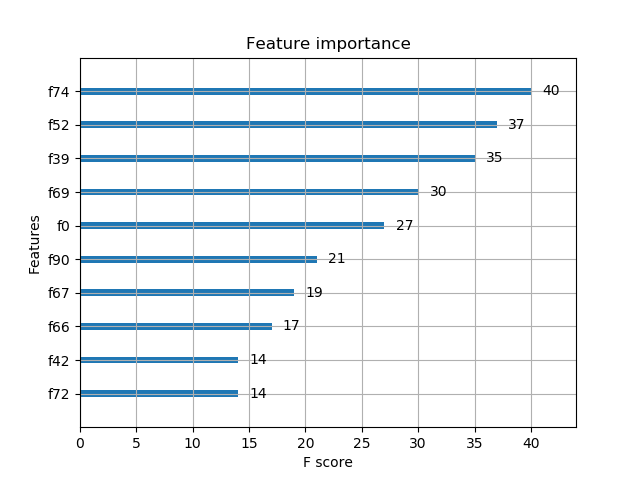 Feature importance
f74 40
f52 37
f39 35
f69 30
f0 27
f90 21
f67 19
f66 17
f42 14
f72 14
Features
0 5 10 15 20 25 30 35 40
F score